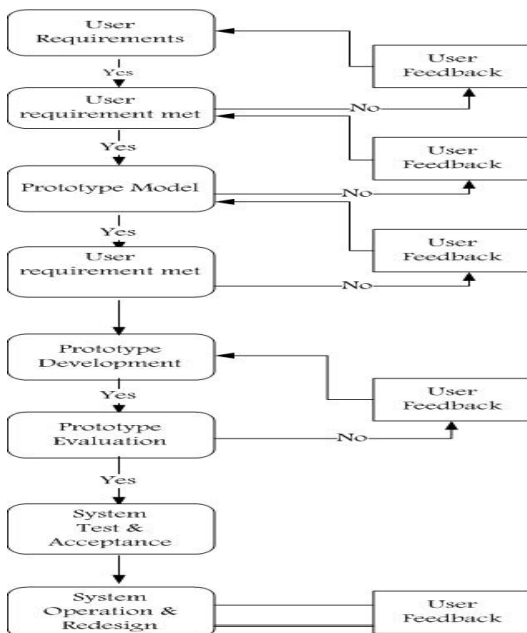 User
Requirements
User
Feedback
Yes
User
requirement met
No
Yes
User
Feedback
Prototype Model
No
Yes
User
Feedback
User
requirement met
No
Prototype
Development
Yes
User
Feedback
Prototype
Evaluation
No
Yes
System
Test &
Acceptance
System
Operation &
Redesign
User
Feedback